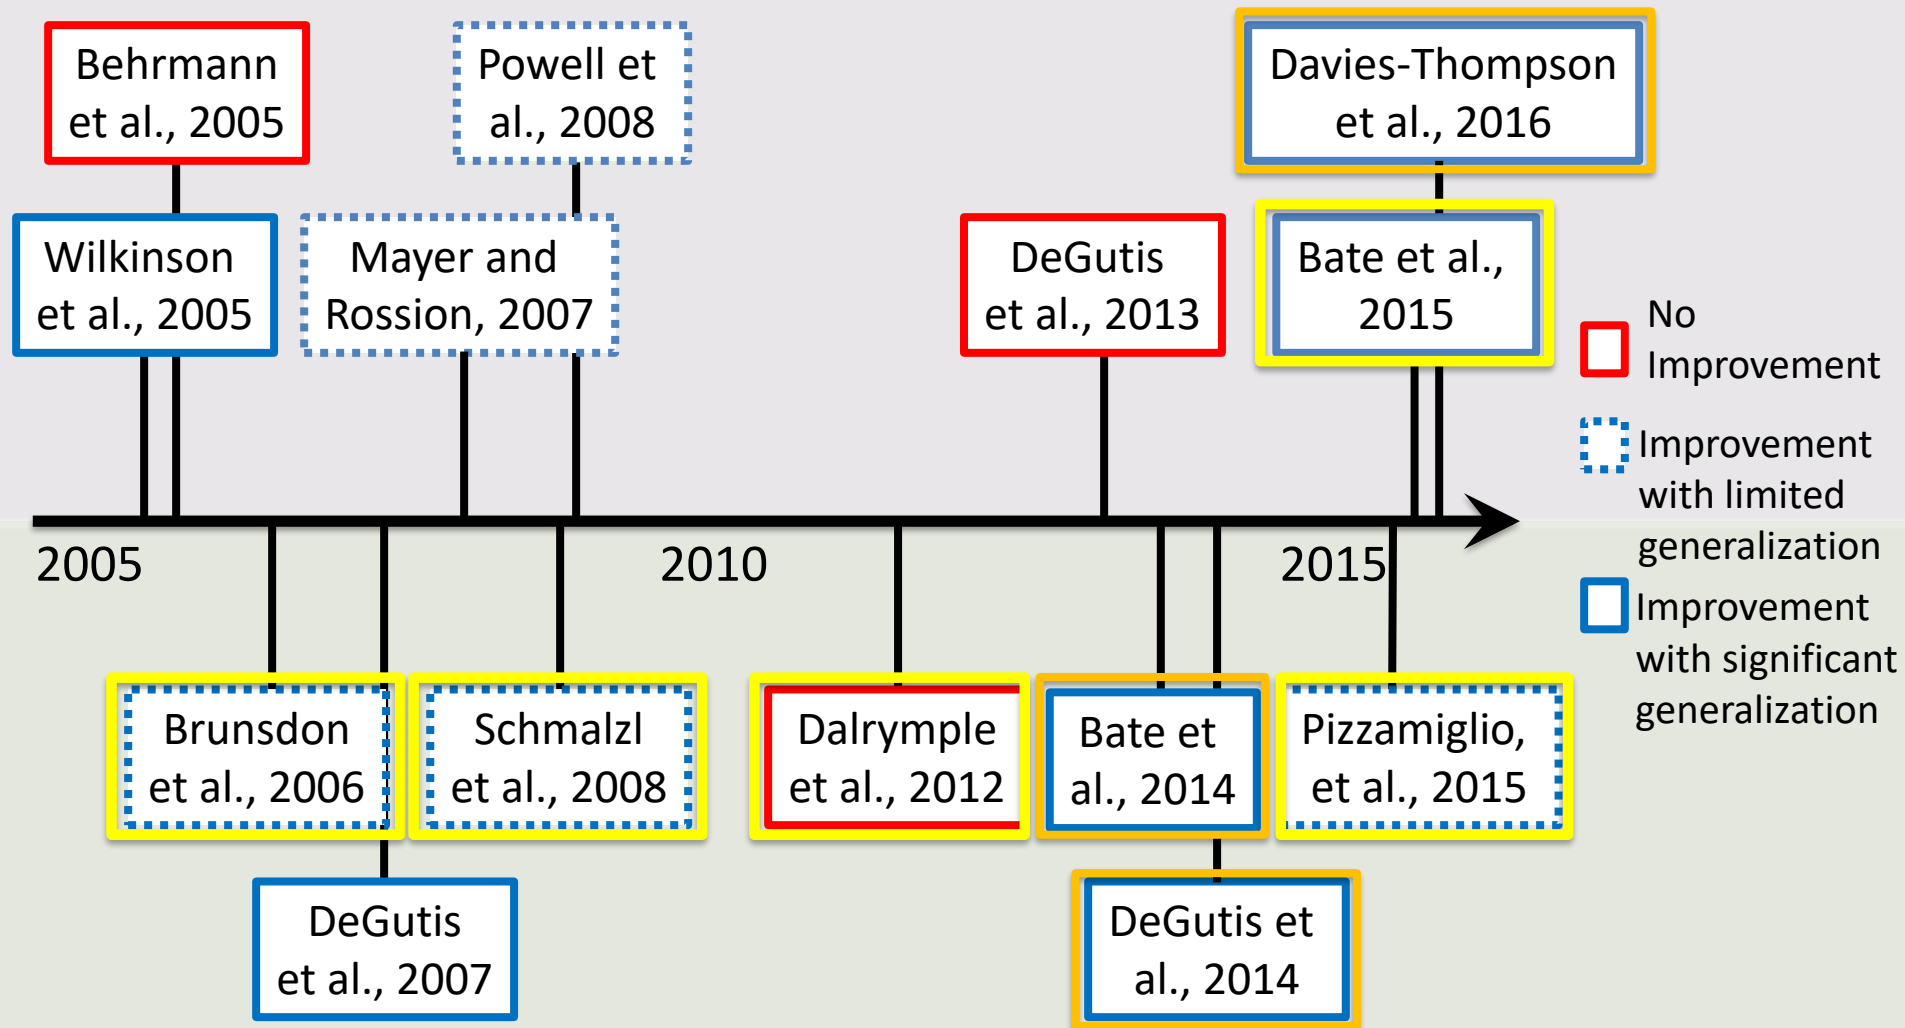 Behrmann
et al., 2005
Powell et
al., 2008
Davies-Thompson
et al., 2016
Wilkinson
et al., 2005
Mayer and
Rossion, 2007
DeGutis
et al., 2013
Bate et al.,
2015
No
Improvement
Improvement
with limited
generalization
Improvement
with significant
generalization
2005
2010
2015
Brunsdon
et al., 2006
Schmalzl
et al., 2008
Dalrymple
et al., 2012
Bate et
al., 2014
Pizzamiglio,
et al., 2015
DeGutis
et al., 2007
DeGutis et
al., 2014